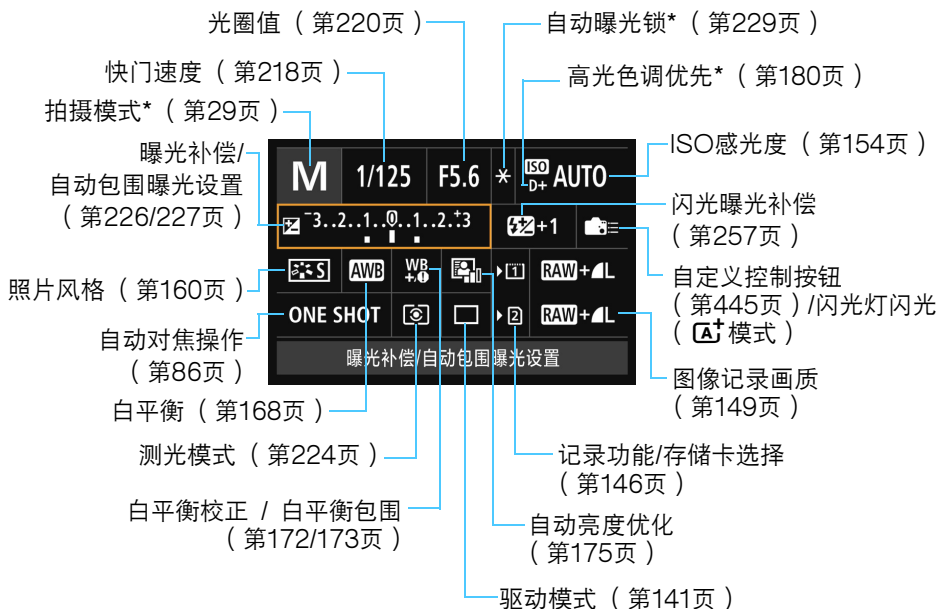 光圈值（第220页）
自动曝光锁*（第229页）
快门速度（第218页）
高光色调优先*（第180页）
拍摄模式*（第29页）
ISO感光度（第154页）
曝光补偿/
自动包围曝光设置
（第226/227页）
M 1/125 F5.6 * ISO D+ AUTO
-3..2..1..0..1..2..+3 +1
S AWB WB +/- 1 RAW+L
ONE SHOT 2 RAW+L
曝光补偿/自动包围曝光设置
闪光曝光补偿
（第257页）
自定义控制按钮
（第445页）/闪光灯闪光
（A+模式）
照片风格（第160页）
自动对焦操作
（第86页）
图像记录画质
（第149页）
白平衡（第168页）
测光模式（第224页）
记录功能/存储卡选择
（第146页）
白平衡校正 / 白平衡包围
（第172/173页）
自动亮度优化
（第175页）
驱动模式（第141页）